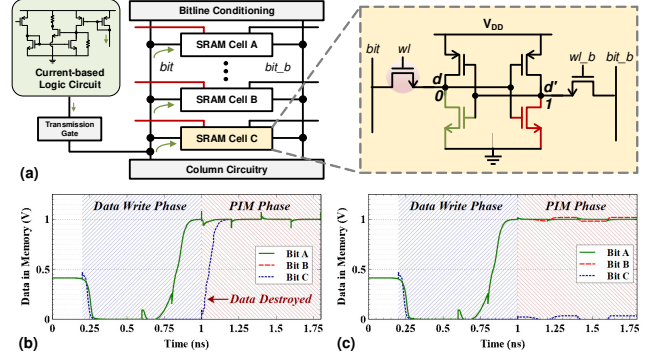 Bitline Conditioning
SRAM Cell A
bit
bit_b
SRAM Cell B
SRAM Cell C
Column Circuitry
Current-based
Logic Circuit
Transmission
Gate
(a)
VDD
bit
wl
d
0
d'
1
wl_b
bit_b
Data Write Phase
PIM Phase
Data in Memory (V)
1
0.5
0
Bit A
Bit B
Bit C
Data Destroyed
0
0.25
0.5
0.75
1
1.25
1.5
1.75
Time (ns)
(b)
Data Write Phase
PIM Phase
Data in Memory (V)
1
0.5
0
Bit A
Bit B
Bit C
0
0.25
0.5
0.75
1
1.25
1.5
1.75
Time (ns)
(c)